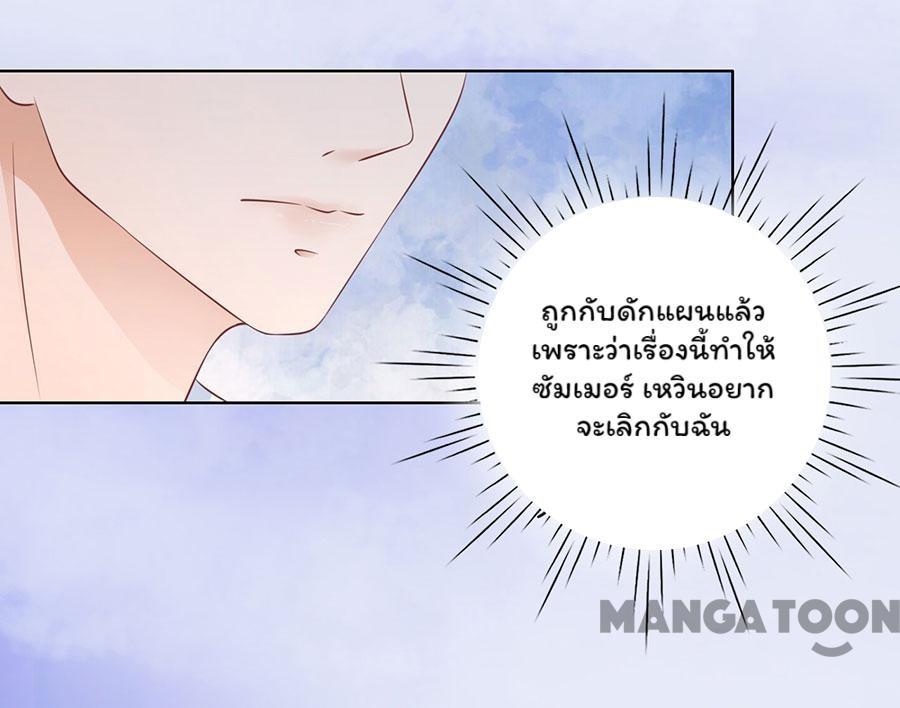 ถูกกับดักแผนแล้ว
เพราะว่าเรื่องนี้ทำให้
ซัมเมอร์ เหวินอยาก
จะเลิกกับฉัน
MANGATOON